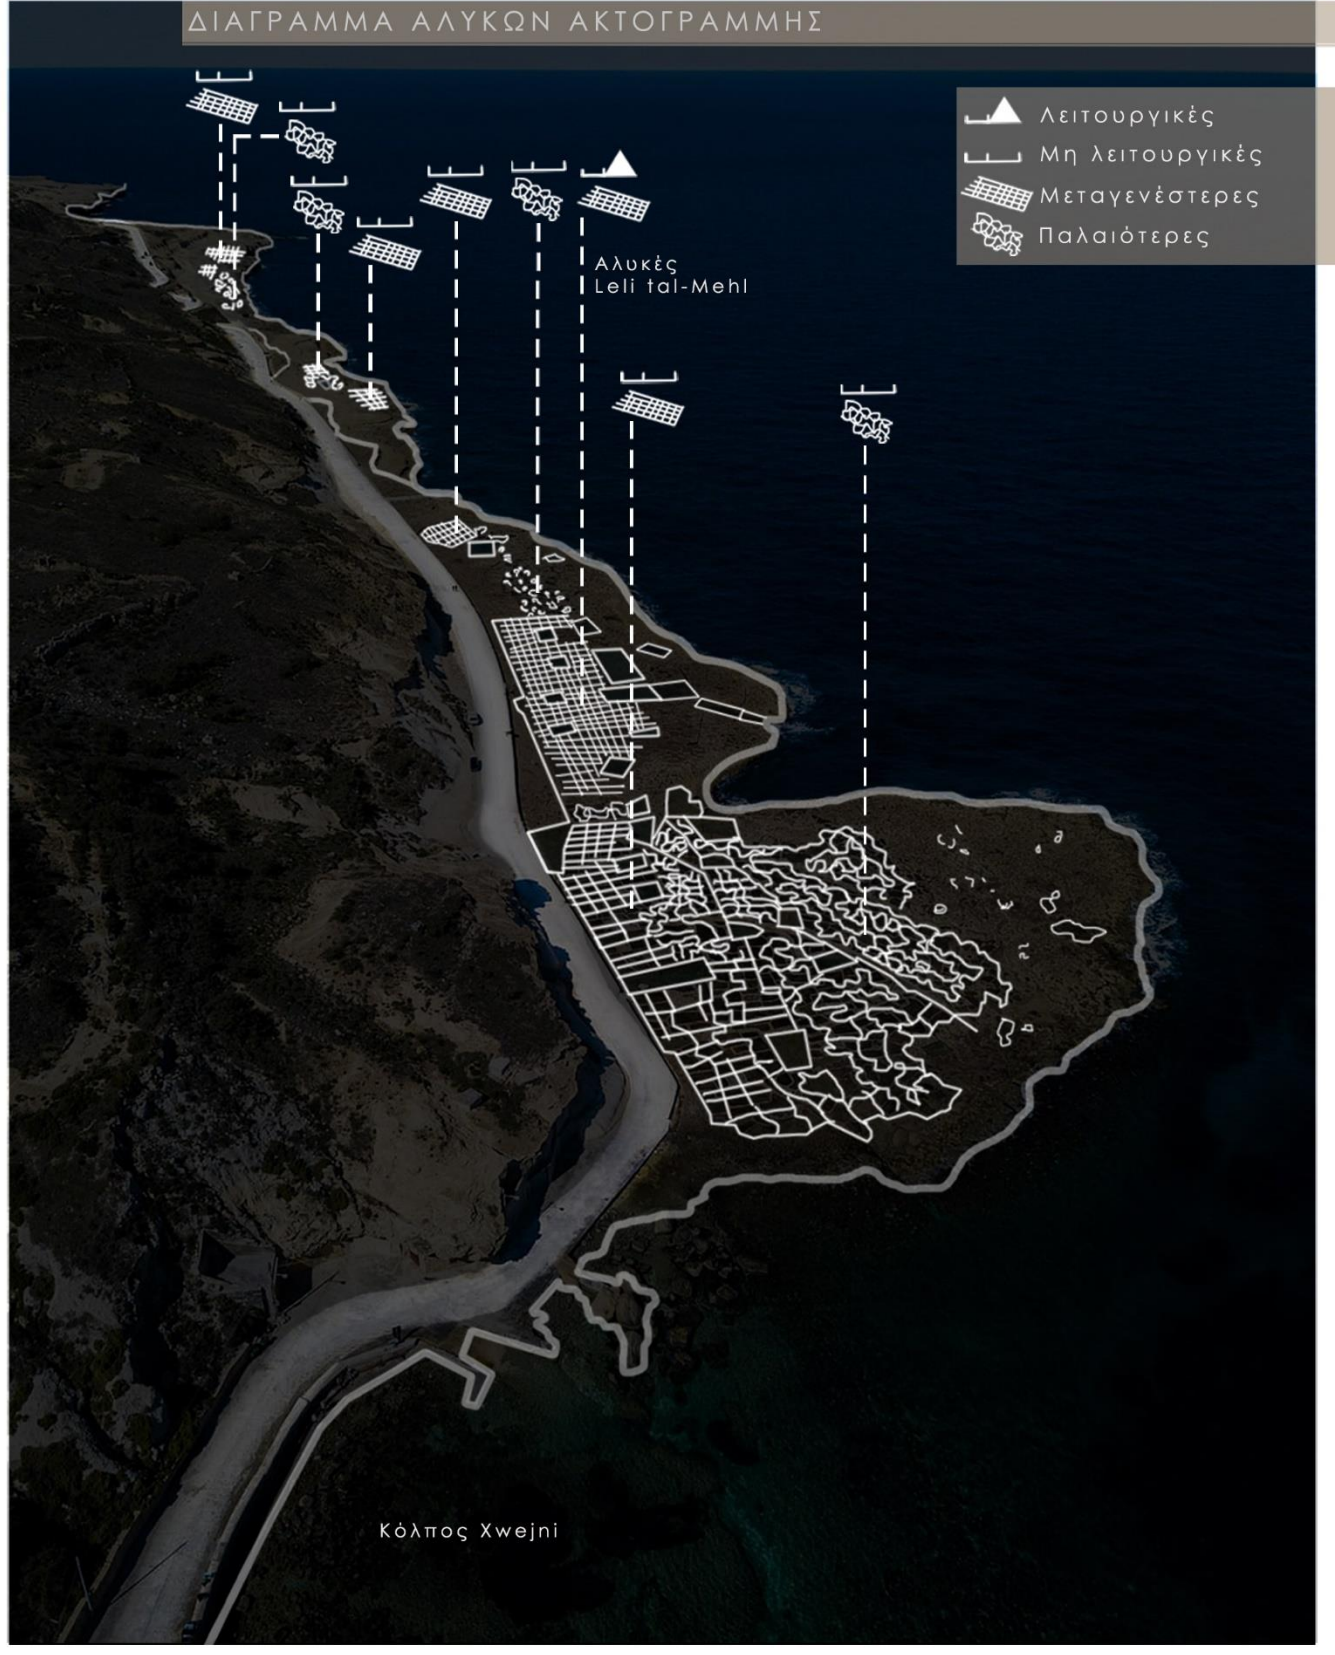 ΔΙΑΓΡΑΜΜΑ ΑΛΥΚΩΝ ΑΚΤΟΓΡΑΜΜΗΣ
Λειτουργικές
Μη λειτουργικές
Μεταγενέστερες
Παλαιότερες
Αλυκές
Leli tal-Mehl
Κόλπος Xwejni